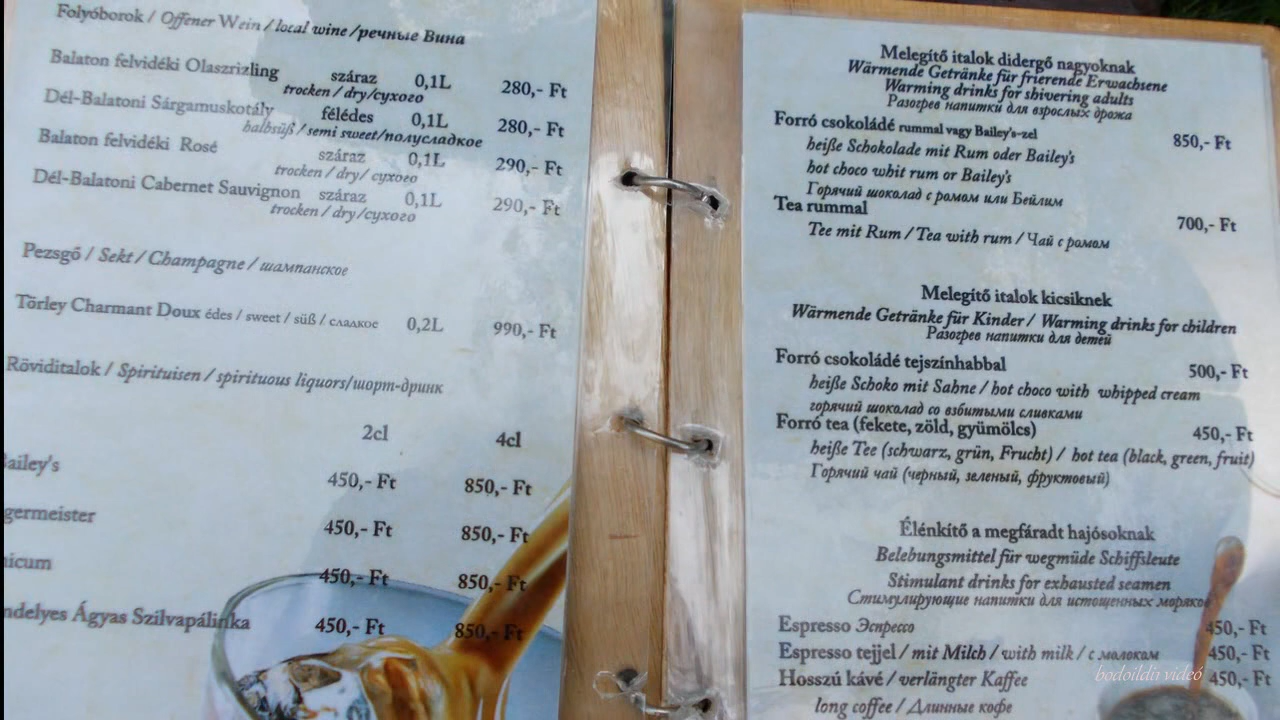 Folyóborok / Offener Wein / local wine /речные Вина
Balaton felvidéki Olaszrizling száraz 0,1L 280,- Ft
trocken / dry/сухого
Dél-Balatoni Sárgamuskotály félédes 0,1L 280,- Ft
halbsüß / semi sweet/полусладкое
Balaton felvidéki Rosé száraz 0,1L 290,- Ft
trocken / dry/ сухого
Dél-Balatoni Cabernet Sauvignon száraz 0,1L 290,- Ft
trocken / dry/сухого
Pezsgő / Sekt / Champagne / шампанское
Törley Charmant Doux édes / sweet / süß / сладкое 0,2L 990,- Ft
Röviditalok / Spirituisen / spirituous liquors/шорт-дринк
2cl 4cl
ailey's 450,- Ft 850,- Ft
germeister 450,- Ft 850,- Ft
nicum 450,- Ft 850,- Ft
ndelyes Ágyas Szilvapálinka 450,- Ft 850,- Ft
Melegítő italok didergő nagyoknak
Wärmende Getränke für frierende Erwachsene
Warming drinks for shivering adults
Разогрев напитки для взрослых дрожа
Forró csokoládé rummal vagy Bailey's-zel 850,- Ft
heiße Schokolade mit Rum oder Bailey's
hot choco whit rum or Bailey's
Горячий шоколад с ромом или Бейлим
Tea rummal 700,- Ft
Tee mit Rum / Tea with rum / Чай с ромом
Melegítő italok kicsiknek
Wärmende Getränke für Kinder / Warming drinks for children
Разогрев напитки для детей
Forró csokoládé tejszínhabbal 500,- Ft
heiße Schoko mit Sahne / hot choco with whipped cream
горячий шоколад со взбитыми сливками
Forró tea (fekete, zöld, gyümölcs) 450,- Ft
heiße Tee (schwarz, grün, Frucht) / hot tea (black, green, fruit)
Горячий чай (черный, зеленый, фруктовый)
Élénkítő a megfáradt hajósoknak
Belebungsmittel für wegmüde Schiffsleute
Stimulant drinks for exhausted seamen
Стимулирующие напитки для истощенных моряков
Espresso Эспрессо 450,- Ft
Espresso tejjel / mit Milch / with milk / с молоком 450,- Ft
Hosszú kávé / verlängter Kaffee 450,- Ft
long coffee / Длинные кофе
bodoildii videó